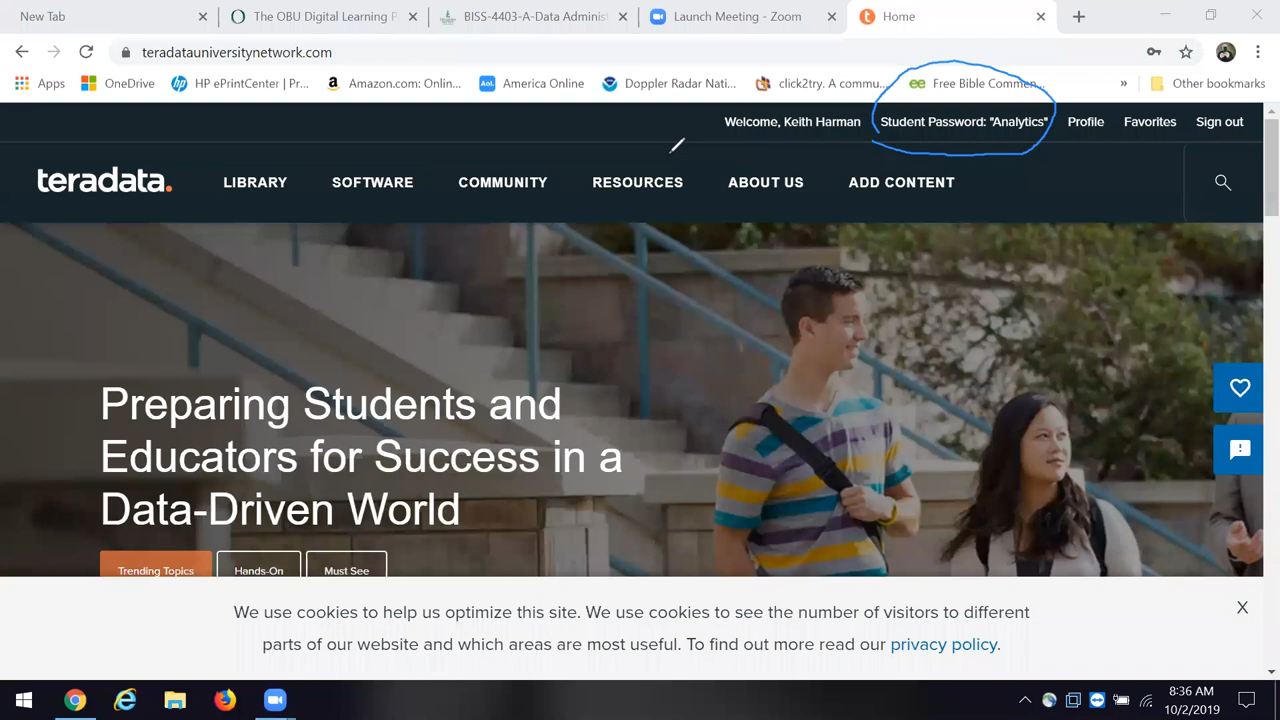 New Tab
The OBU Digital Learning P
BISS-4403-A-Data Administ
Launch Meeting - Zoom
Home
teradatauniversitynetwork.com
Apps
OneDrive
HP ePrintCenter | Pr...
Amazon.com: Onlin...
Aol.
America Online
Doppler Radar Nati...
click2try. A commu...
Free Bible Commen...
»
Other bookmarks
Welcome, Keith Harman
Student Password: "Analytics"
Profile
Favorites
Sign out
teradata.
LIBRARY
SOFTWARE
COMMUNITY
RESOURCES
ABOUT US
ADD CONTENT
Preparing Students and
Educators for Success in a
Data-Driven World
Trending Topics
Hands-On
Must See
We use cookies to help us optimize this site. We use cookies to see the number of visitors to different
parts of our website and which areas are most useful. To find out more read our privacy policy.
X
8:36 AM
10/2/2019